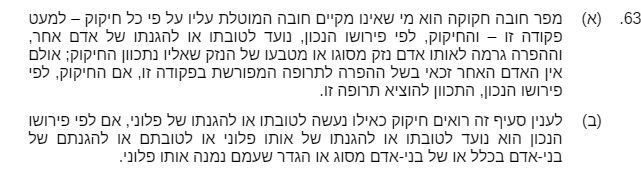 63. (א) מפר חובה חקוקה הוא מי שאינו מקיים חובה המוטלת עליו על פי כל חיקוק – למעט
פקודה זו – והחיקוק, לפי פירושו הנכון, נועד לטובתו או להגנתו של אדם אחר,
וההפרה גרמה לאותו אדם נזק מסוגו או מטבעו של הנזק שאליו נתכוון החיקוק; אולם
אין האדם האחר זכאי בשל ההפרה לתרופה המפורשת בפקודה זו, אם החיקוק, לפי
פירושו הנכון, התכוון להוציא תרופה זו.
(ב) לענין סעיף זה רואים חיקוק כאילו נעשה לטובתו או להגנתו של פלוני, אם לפי פירושו
הנכון הוא נועד לטובתו או להגנתו של אותו פלוני או לטובתם או להגנתם של
בני-אדם בכלל או של בני-אדם מסוג או הגדר שעמם נמנה אותו פלוני.